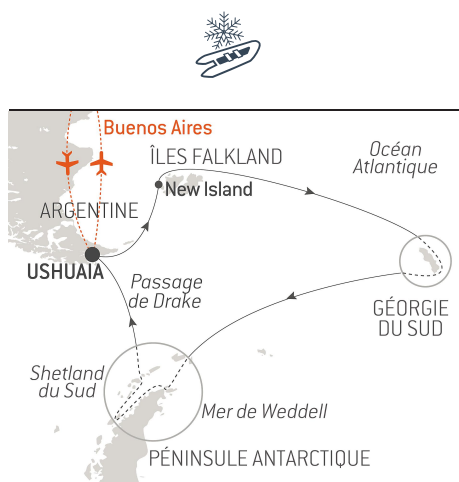 Buenos Aires
ÎLES FALKLAND
Océan
Atlantique
New Island
ARGENTINE
USHUAIA
Passage
de Drake
GÉORGIE
DU SUD
Shetland
du Sud
Mer de Weddell
PÉNINSULE ANTARCTIQUE